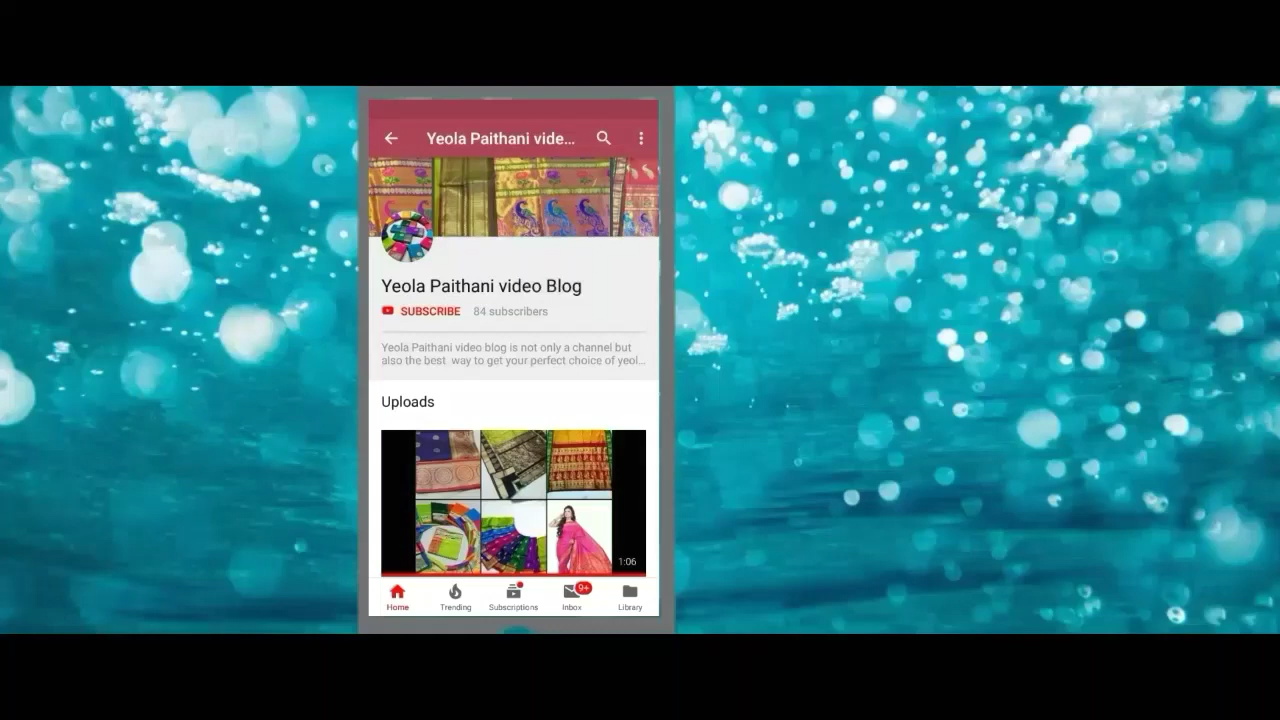 Yeola Paithani vide...
Yeola Paithani video Blog
SUBSCRIBE 84 subscribers
Yeola Paithani video blog is not only a channel but
also the best way to get your perfect choice of yeol...
Uploads
1:06
9+
Home Trending Subscriptions Inbox Library